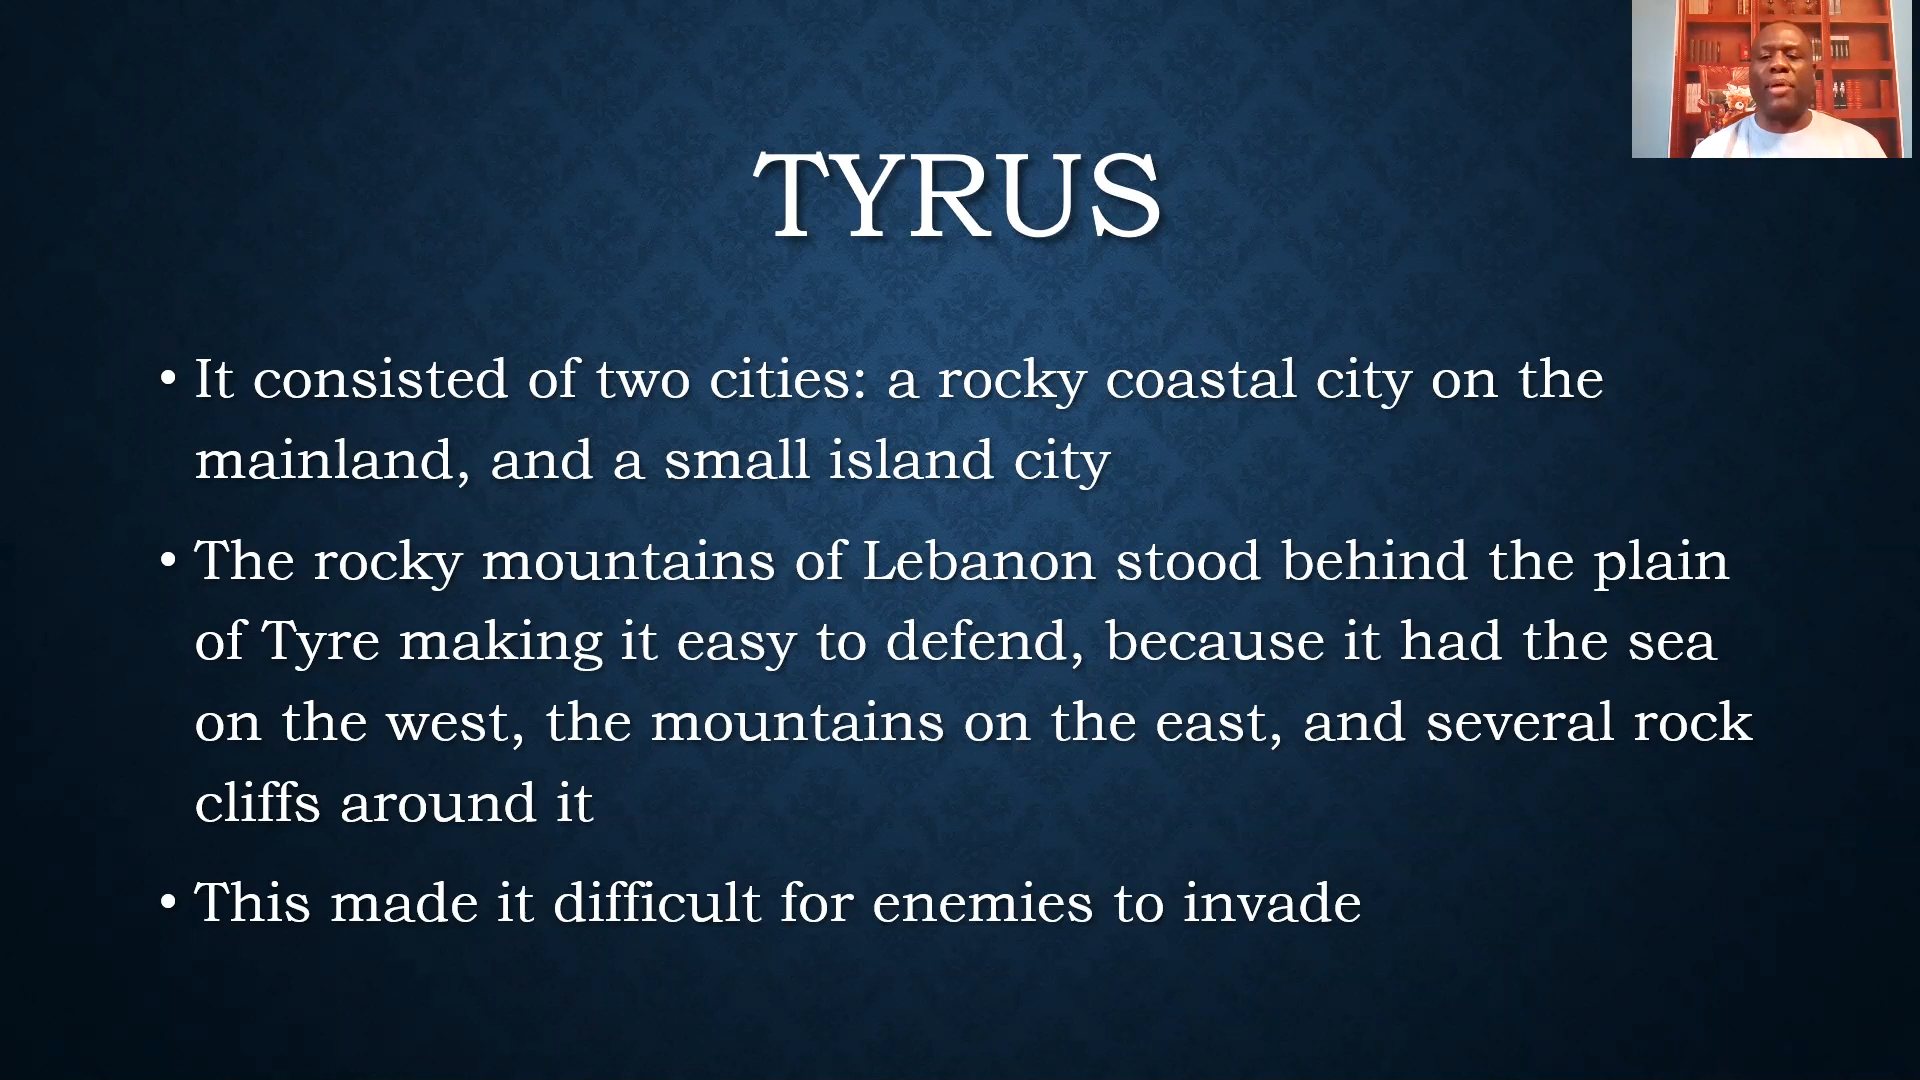 TYRUS
• It consisted of two cities: a rocky coastal city on the
mainland, and a small island city
• The rocky mountains of Lebanon stood behind the plain
of Tyre making it easy to defend, because it had the sea
on the west, the mountains on the east, and several rock
cliffs around it
• This made it difficult for enemies to invade